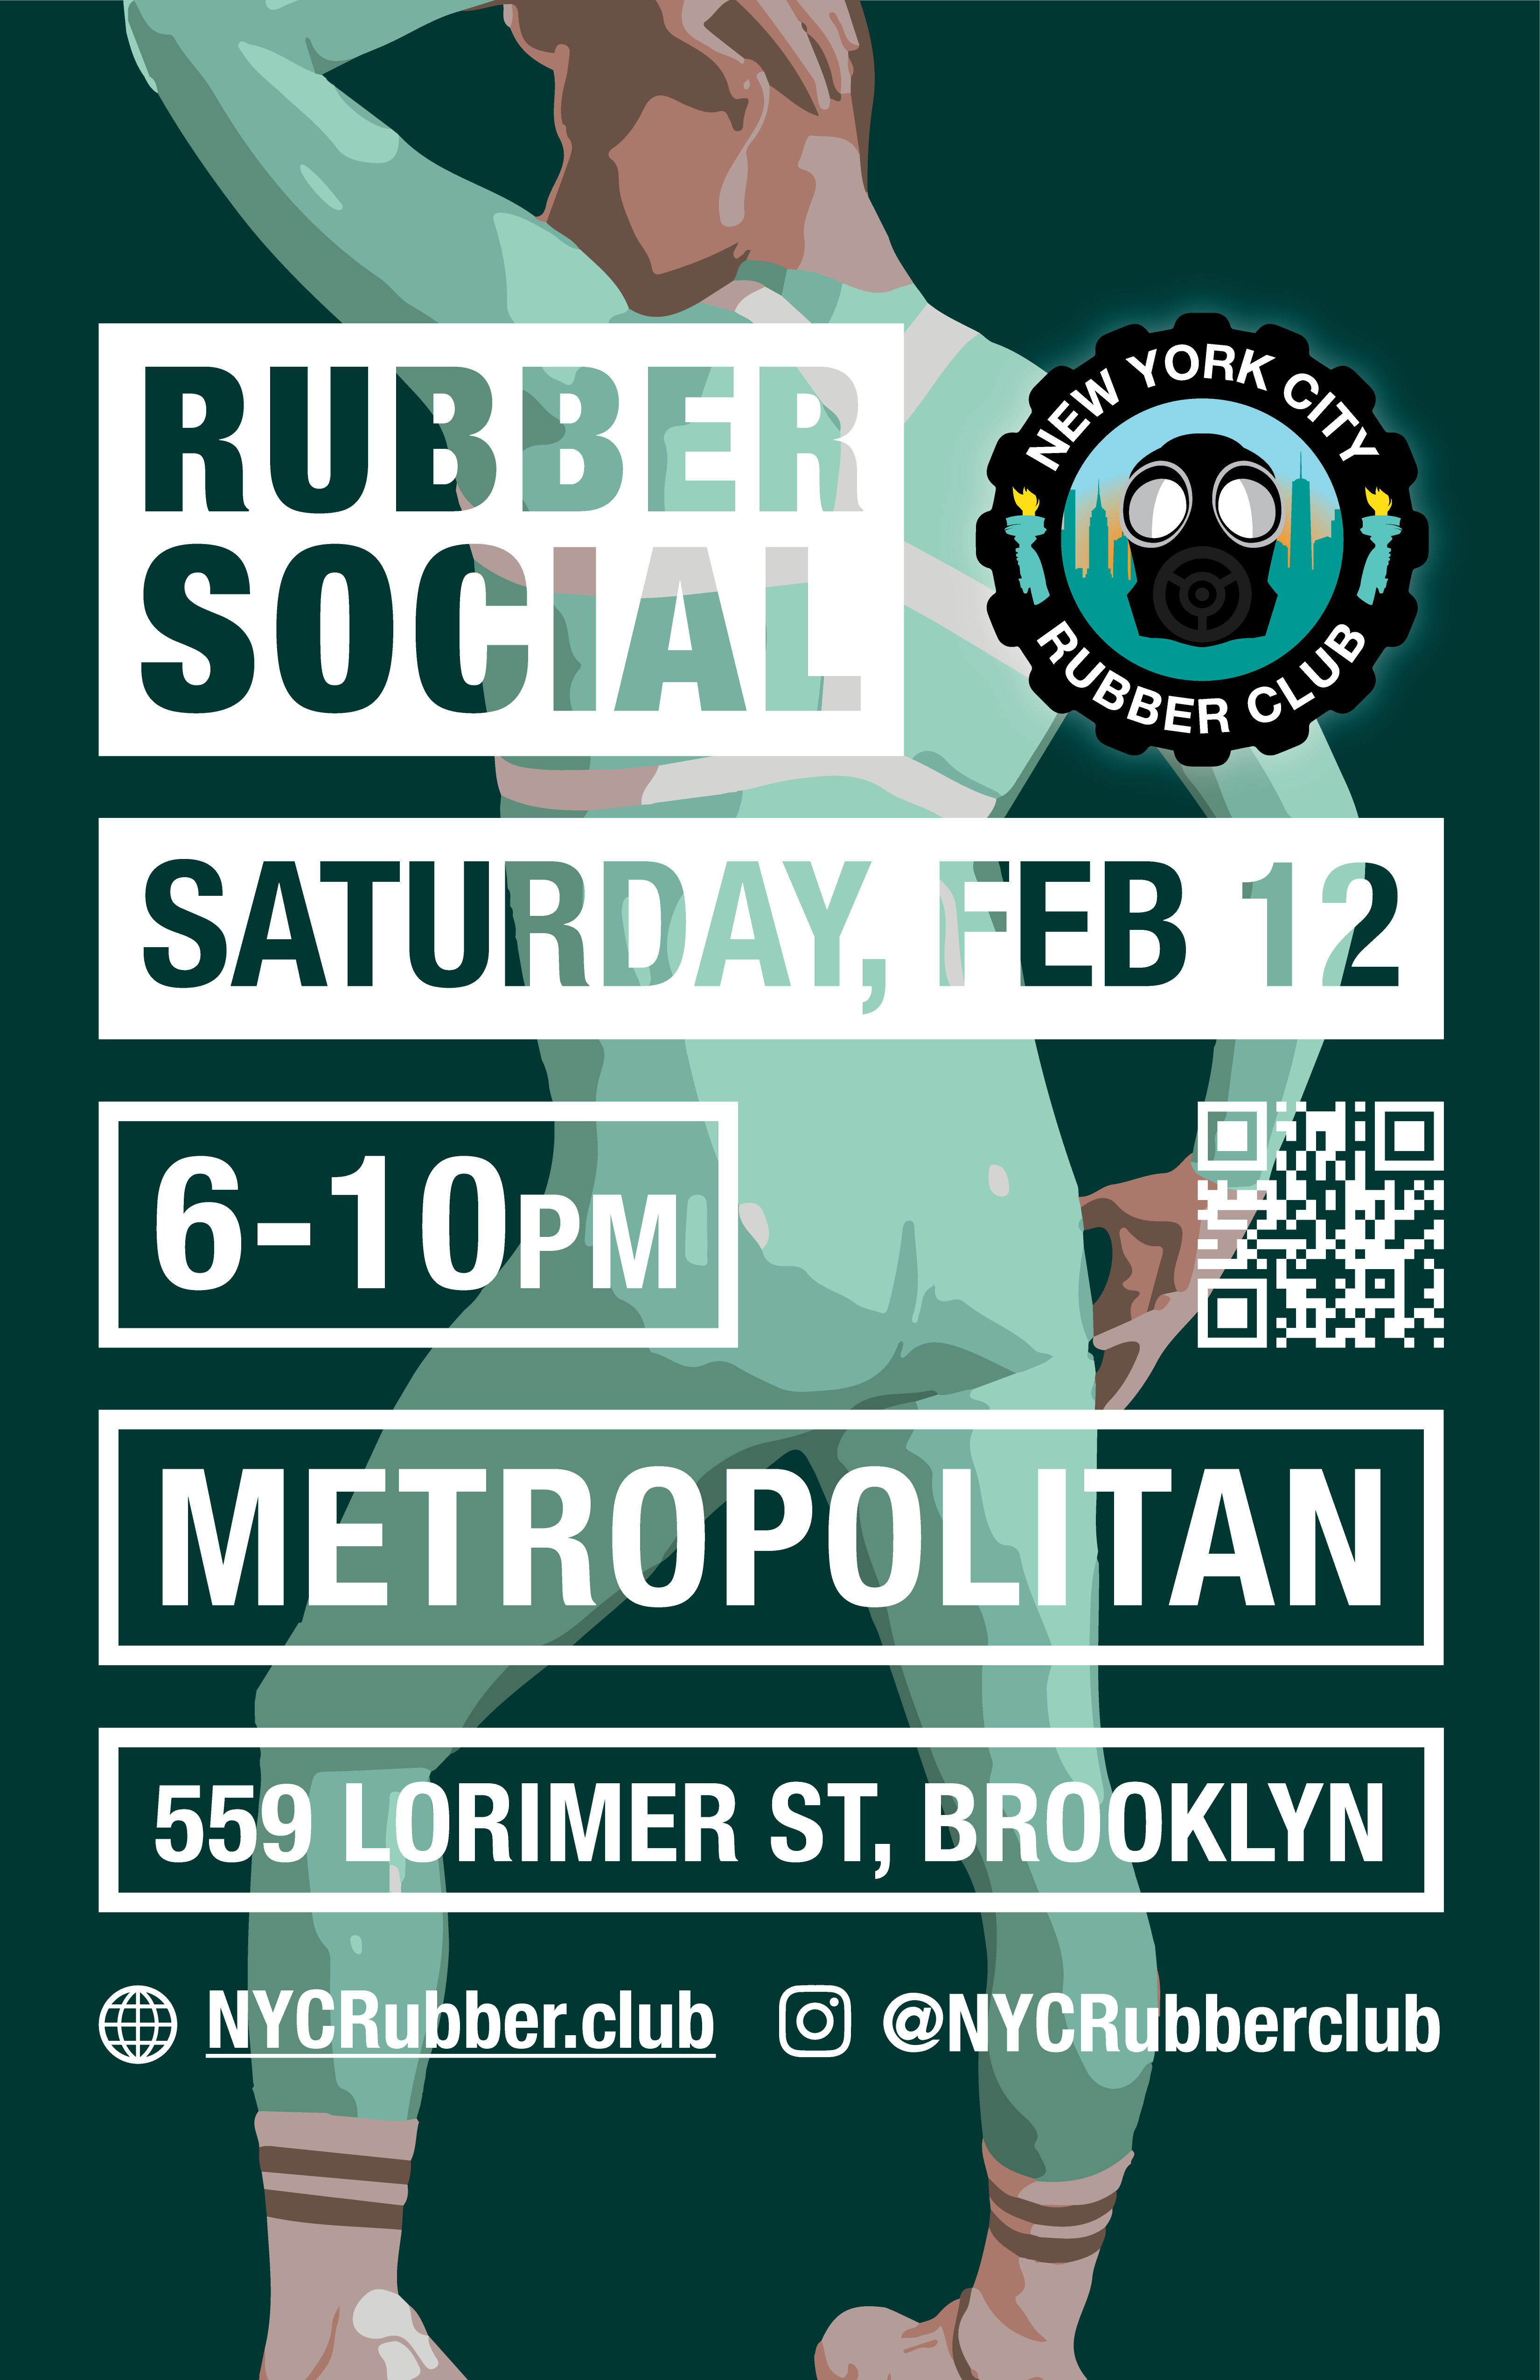 RUBBER
SOCIAL
NEW YORK CITY
RUBBER CLUB
SATURDAY, FEB 12
6-10PM
METROPOLITAN
559 LORIMER ST, BROOKLYN
NYCRubber.club
@NYCRubberclub